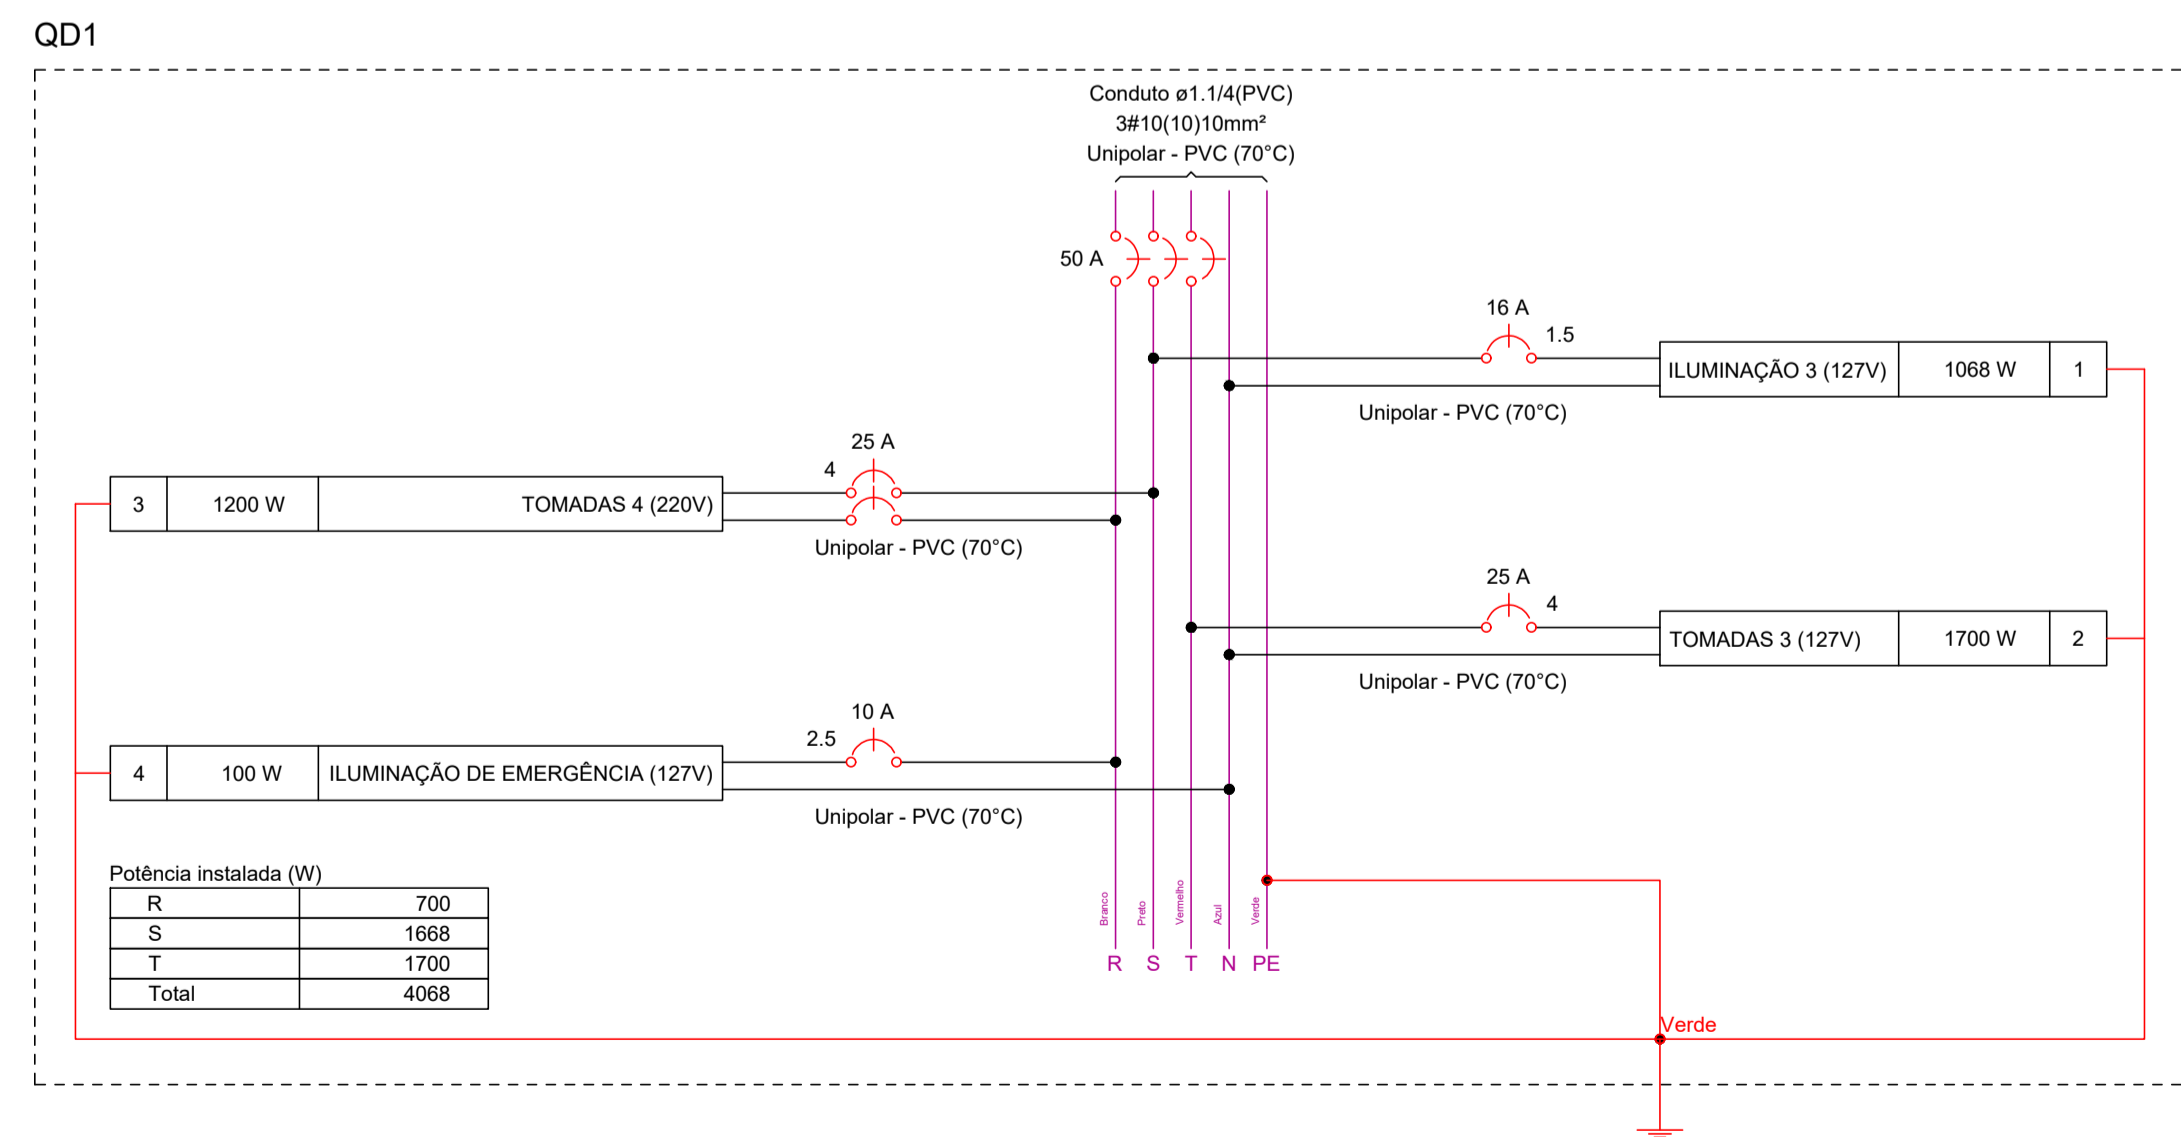 QD1
Conduto ø1.1/4(PVC)
3#10(10)10mm²
Unipolar - PVC (70°C)
50 A
16 A
1.5
ILUMINAÇÃO 3 (127V) 1068 W 1
Unipolar - PVC (70°C)
25 A
4
3 1200 W TOMADAS 4 (220V)
Unipolar - PVC (70°C)
25 A
4
TOMADAS 3 (127V) 1700 W 2
Unipolar - PVC (70°C)
10 A
2.5
4 100 W ILUMINAÇÃO DE EMERGÊNCIA (127V)
Unipolar - PVC (70°C)
Potência instalada (W)
R 700
S 1668
T 1700
Total 4068
Branco
Preto
Vermelho
Azul
Verde
R S T N PE
Verde